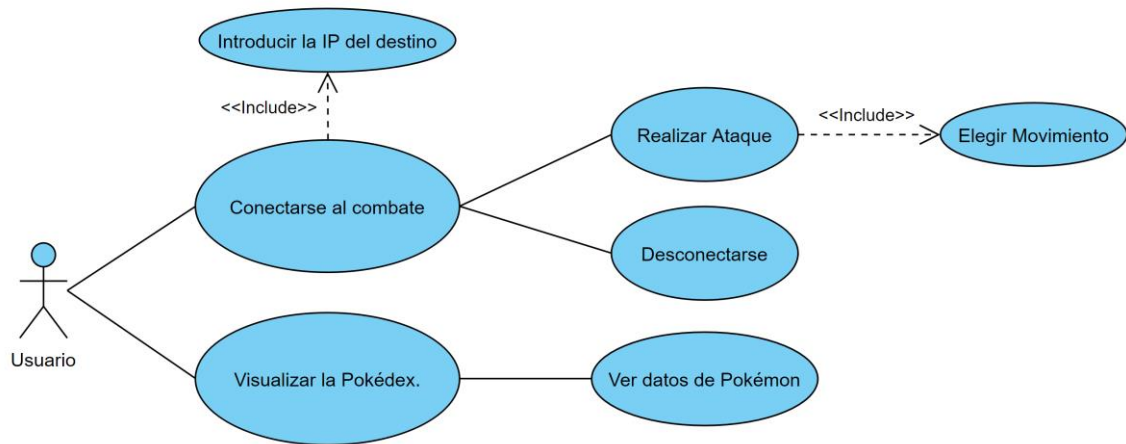 Introducir la IP del destino
<<Include>>
Realizar Ataque
<<Include>>
Elegir Movimiento
Conectarse al combate
Desconectarse
Usuario
Visualizar la Pokédex.
Ver datos de Pokémon